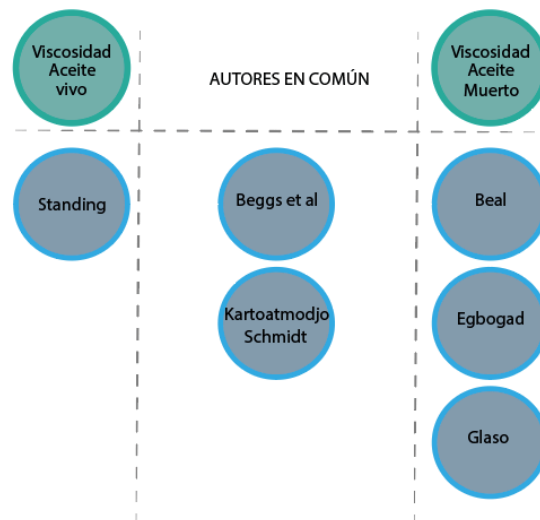 Viscosidad
Aceite
vivo
AUTORES EN COMÚN
Viscosidad
Aceite
Muerto
Standing
Beggs et al
Beal
Kartoatmodjo
Schmidt
Egbogad
Glaso